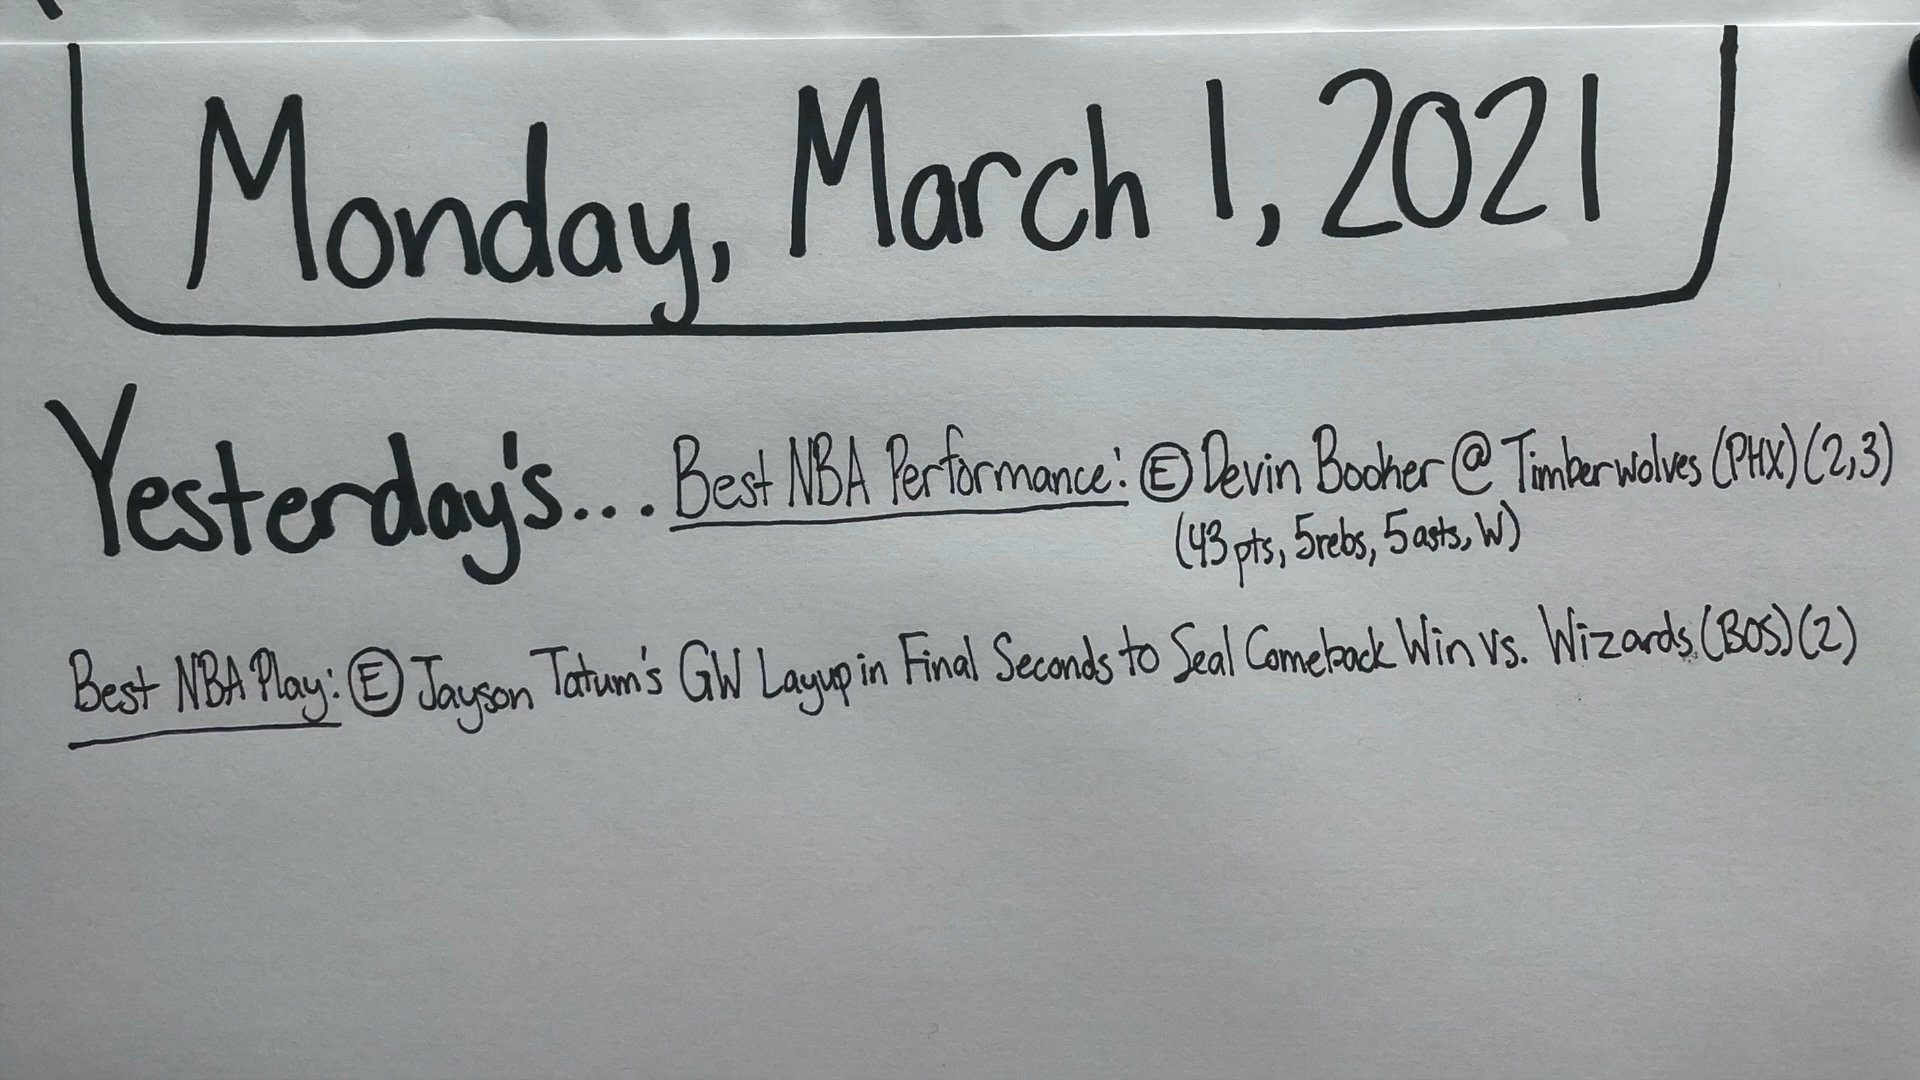 Monday, March 1, 2021
Yesterday's... Best NBA Performance: Ⓔ Devin Booker @ Timberwolves (PHX) (2,3)
(43 pts, 5 rebs, 5 asts, W)
Best NBA Play: Ⓔ Jayson Tatum's GW Layup in Final Seconds to Seal Comeback Win vs. Wizards (BOS) (2)